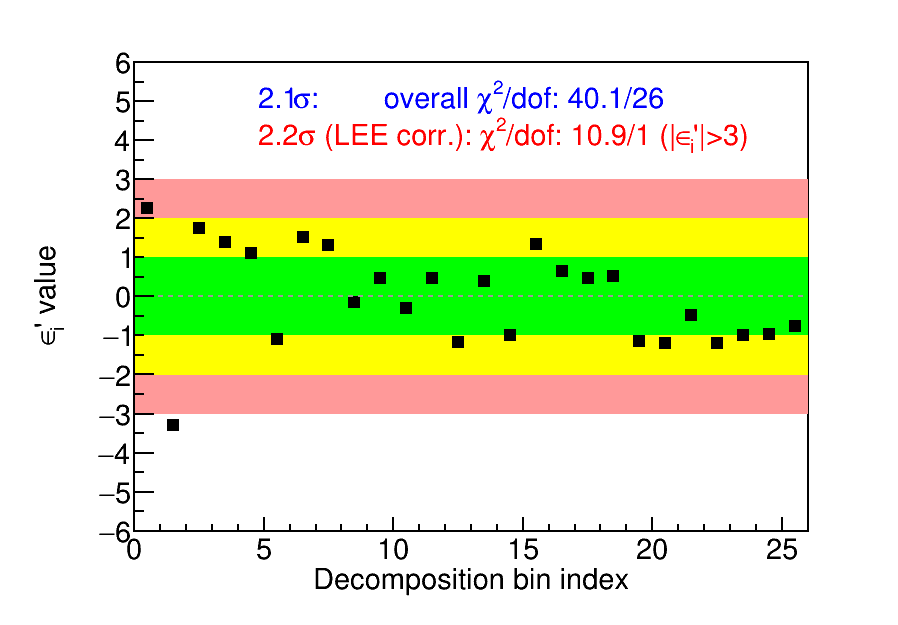 6
5
4
3
2
1
0
−1
−2
−3
−4
−5
−6
2.1σ: overall χ²/dof: 40.1/26
2.2σ (LEE corr.): χ²/dof: 10.9/1 (|ϵᵢ'|>3)
ϵᵢ' value
0 5 10 15 20 25
Decomposition bin index